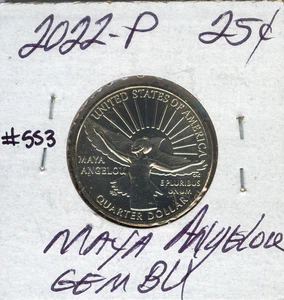 2022-P 25¢
UNITED STATES OF AMERICA
#553
MAYA
ANGELOU
E PLURIBUS
UNUM
QUARTER DOLLAR
MAYA ANGELOU
GEM BU